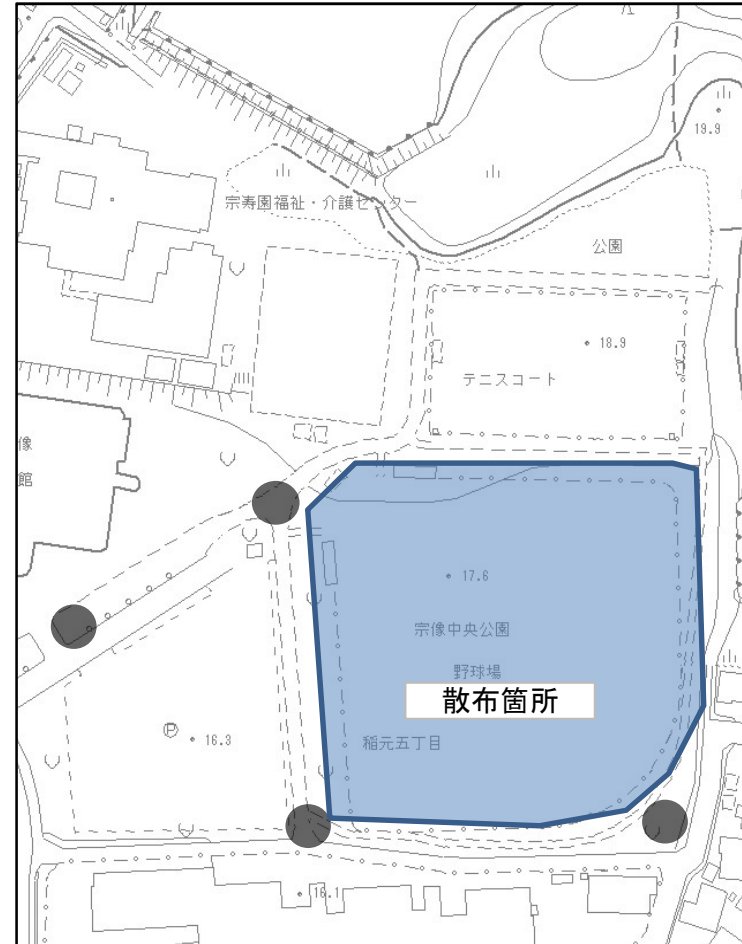 19.9
宗寿園福祉・介護センター
公園
18.9
テニスコート
像
館
17.6
宗像中央公園
野球場
散布箇所
稲元五丁目
P
16.3
16.1